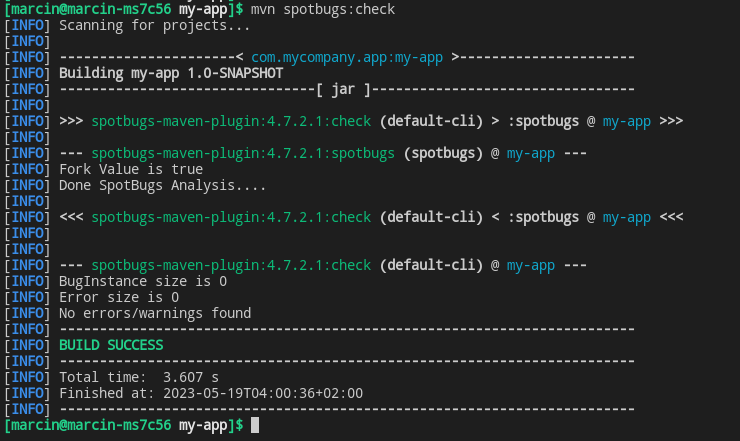 [marcin@marcin-ms7c56 my-app]$ mvn spotbugs:check
[INFO] Scanning for projects...
[INFO]
[INFO] ----------------------< com.mycompany.app:my-app >----------------------
[INFO] Building my-app 1.0-SNAPSHOT
[INFO] --------------------------------[ jar ]---------------------------------
[INFO]
[INFO] >>> spotbugs-maven-plugin:4.7.2.1:check (default-cli) > :spotbugs @ my-app >>>
[INFO]
[INFO] --- spotbugs-maven-plugin:4.7.2.1:spotbugs (spotbugs) @ my-app ---
[INFO] Fork Value is true
[INFO] Done SpotBugs Analysis....
[INFO]
[INFO] <<< spotbugs-maven-plugin:4.7.2.1:check (default-cli) < :spotbugs @ my-app <<<
[INFO]
[INFO]
[INFO] --- spotbugs-maven-plugin:4.7.2.1:check (default-cli) @ my-app ---
[INFO] BugInstance size is 0
[INFO] Error size is 0
[INFO] No errors/warnings found
[INFO] ------------------------------------------------------------------------
[INFO] BUILD SUCCESS
[INFO] ------------------------------------------------------------------------
[INFO] Total time:  3.607 s
[INFO] Finished at: 2023-05-19T04:00:36+02:00
[INFO] ------------------------------------------------------------------------
[marcin@marcin-ms7c56 my-app]$